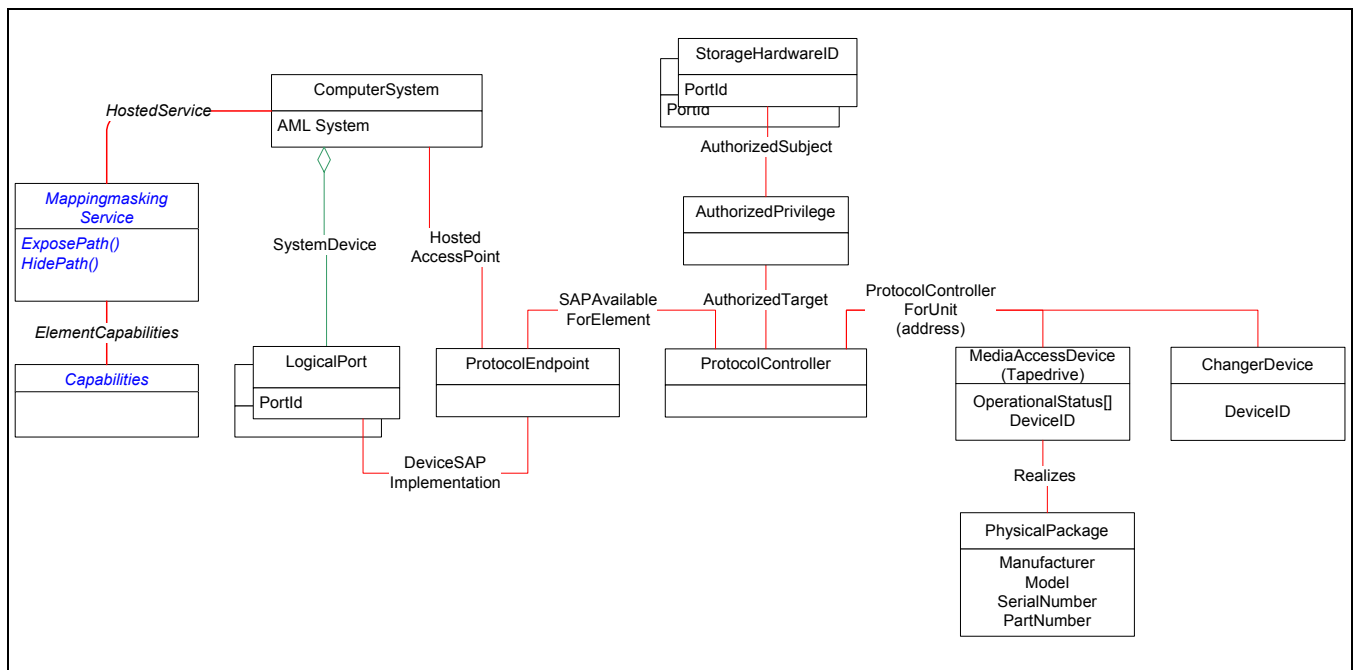 StorageHardwareID
PortId
PortId
ComputerSystem
AML System
HostedService
AuthorizedSubject
Mappingmasking
Service
ExposePath()
HidePath()
AuthorizedPrivilege
SystemDevice
Hosted
AccessPoint
SAPAvailable
ForElement
AuthorizedTarget
ProtocolController
ForUnit
(address)
ElementCapabilities
Capabilities
LogicalPort
PortId
ProtocolEndpoint
ProtocolController
MediaAccessDevice
(Tapedrive)
OperationalStatus[]
DeviceID
ChangerDevice
DeviceID
DeviceSAP
Implementation
Realizes
PhysicalPackage
Manufacturer
Model
SerialNumber
PartNumber